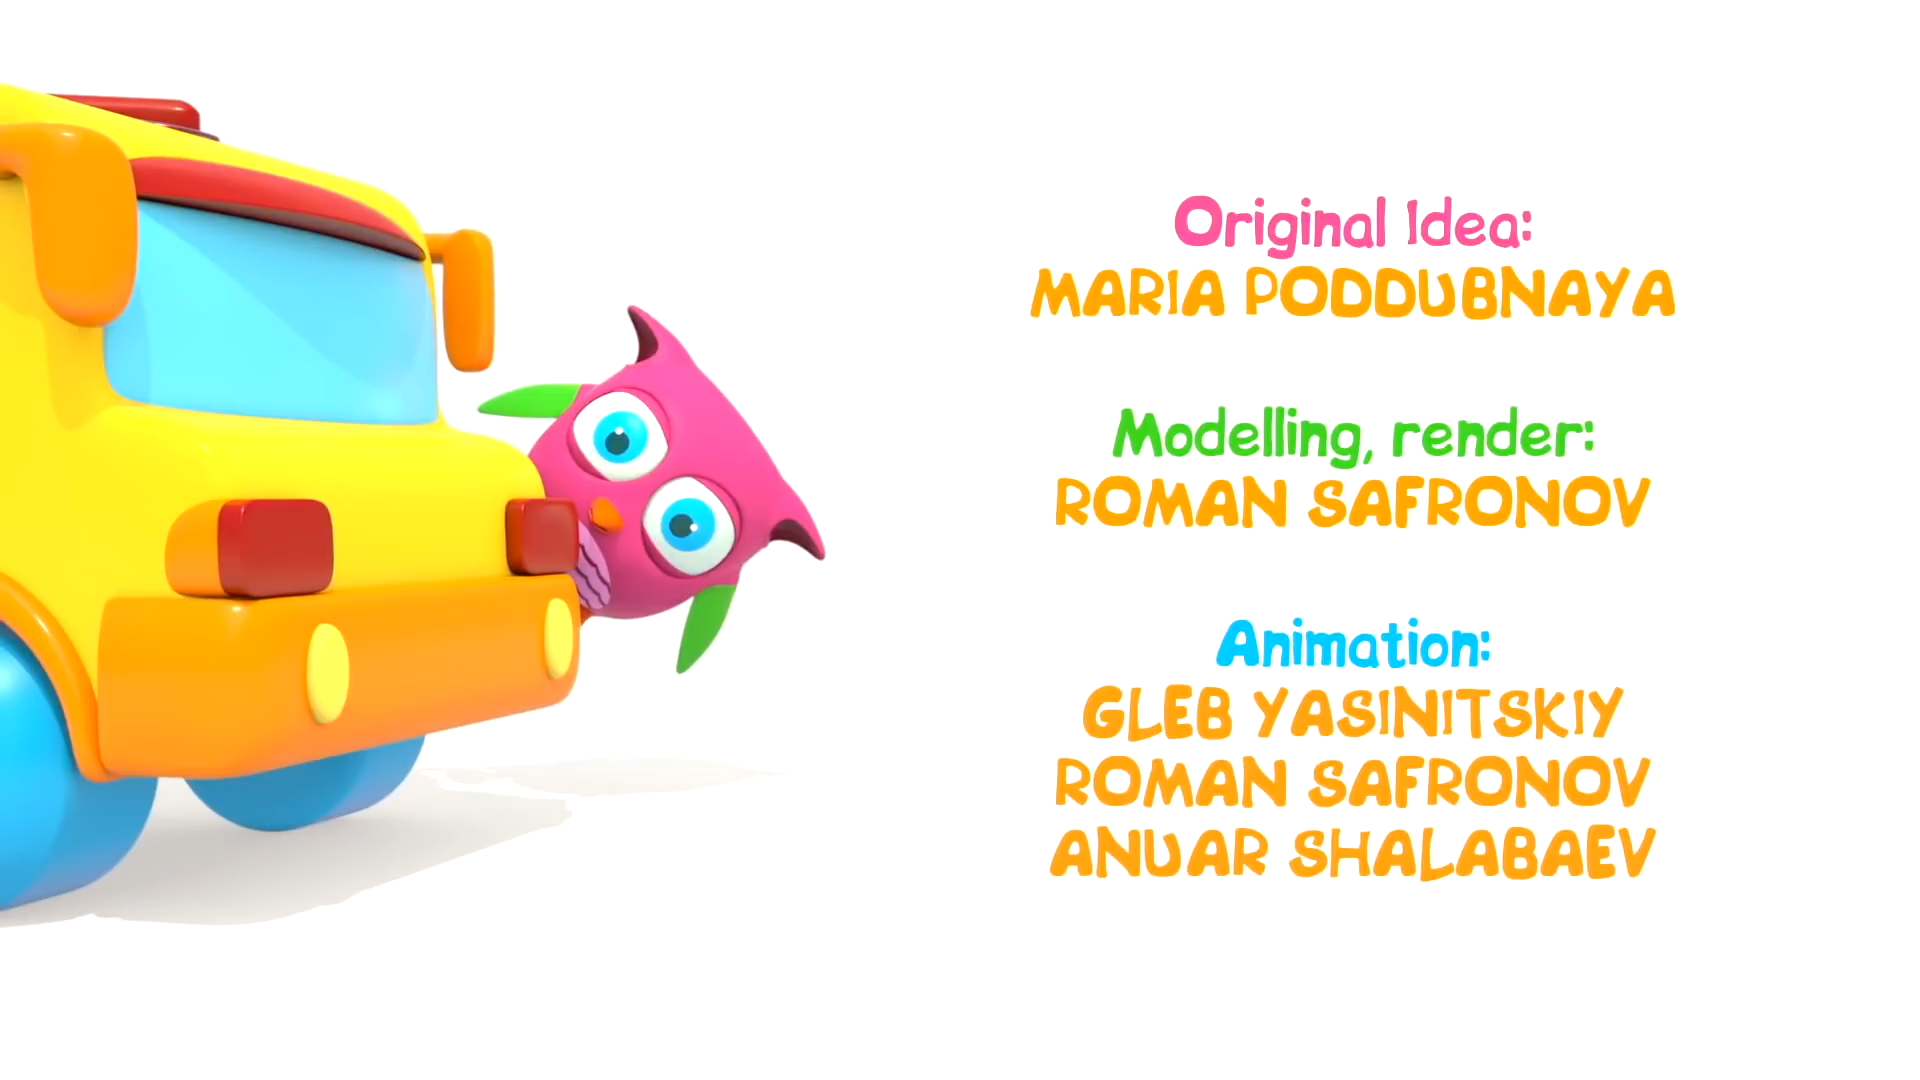 Original Idea:
MARIA PODDUBNAYA
Modelling, render:
ROMAN SAFRONOV
Animation:
GLEB YASINITSKIY
ROMAN SAFRONOV
ANUAR SHALABAEV